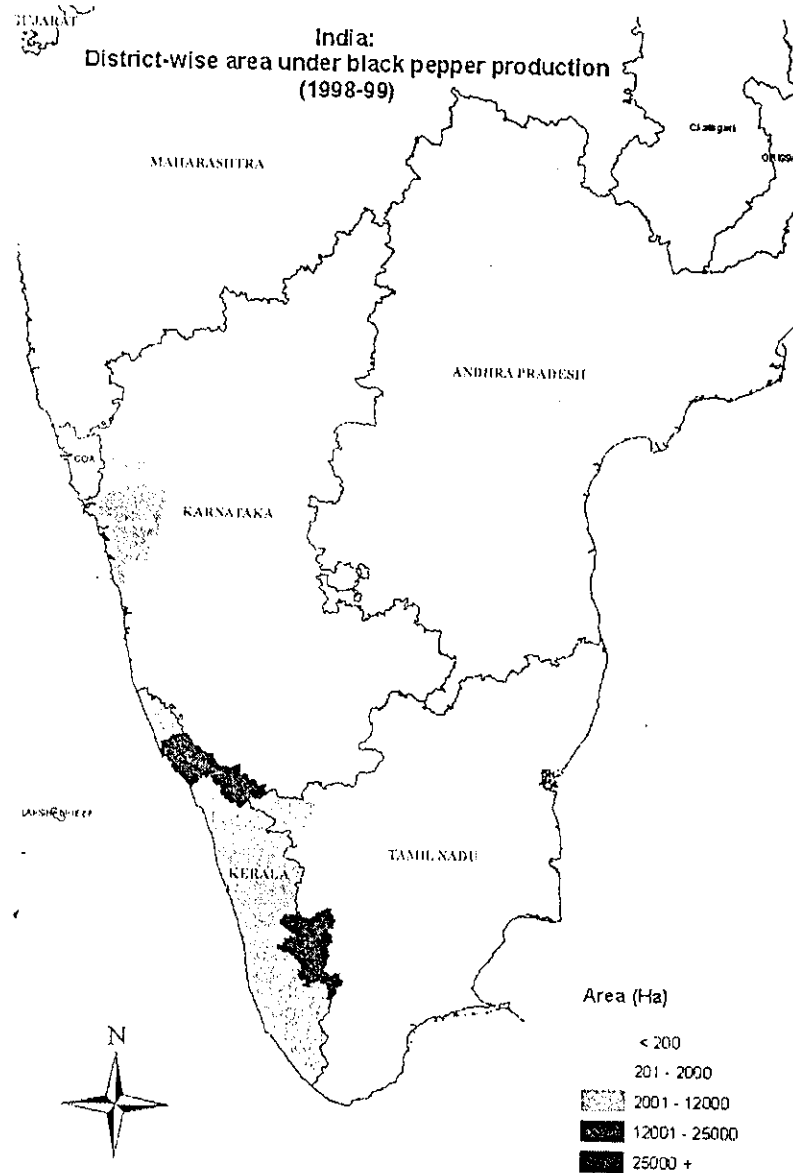 GUJARAT
India:
District-wise area under black pepper production
(1998-99)
MAHARASHTRA
ANDHRA PRADESH
GOA
KARNATAKA
KERALA
TAMIL NADU
N
Area (Ha)
< 200
201 - 2000
2001 - 12000
12001 - 25000
25000 +